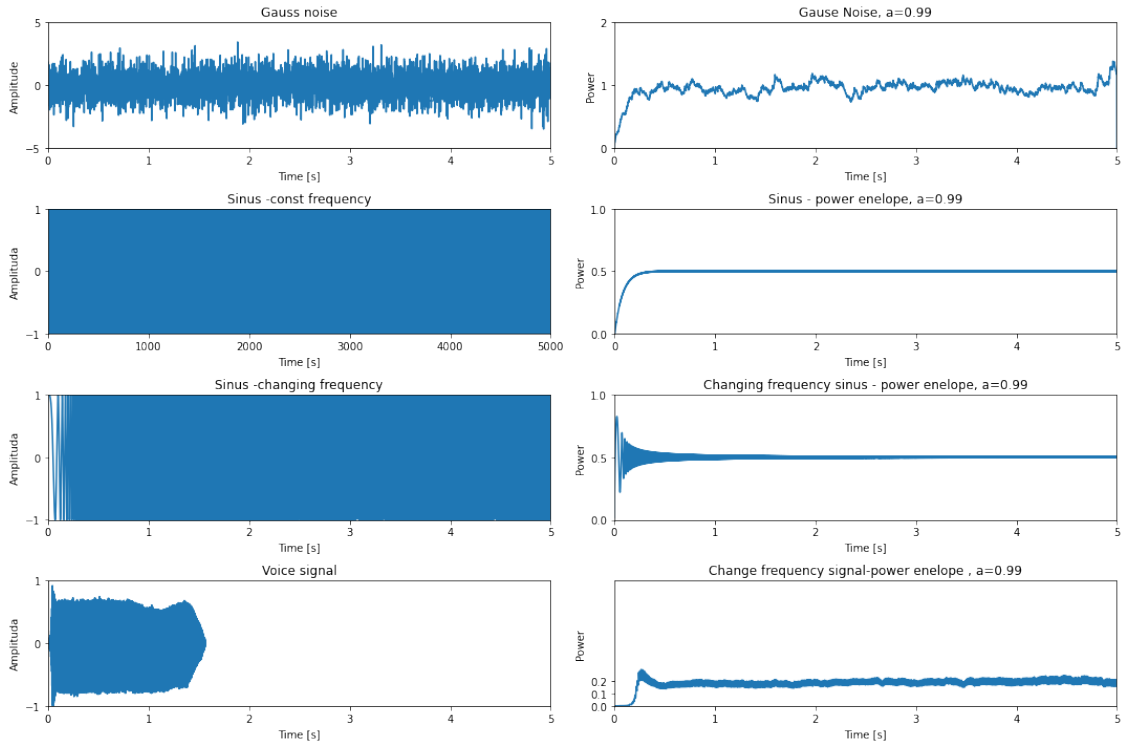 Gauss noise
5
0
−5
Amplitude
0 1 2 3 4 5
Time [s]
Gause Noise, a=0.99
2
1
0
Power
0 1 2 3 4 5
Time [s]
Sinus -const frequency
1
0
−1
Amplituda
0 1000 2000 3000 4000 5000
Time [s]
Sinus - power enelope, a=0.99
1.0
0.5
0.0
Power
0 1 2 3 4 5
Time [s]
Sinus -changing frequency
1
0
−1
Amplituda
0 1 2 3 4 5
Time [s]
Changing frequency sinus - power enelope, a=0.99
1.0
0.5
0.0
Power
0 1 2 3 4 5
Time [s]
Voice signal
1
0
−1
Amplituda
0 1 2 3 4 5
Time [s]
Change frequency signal-power enelope , a=0.99
0.2
0.1
0.0
Power
0 1 2 3 4 5
Time [s]